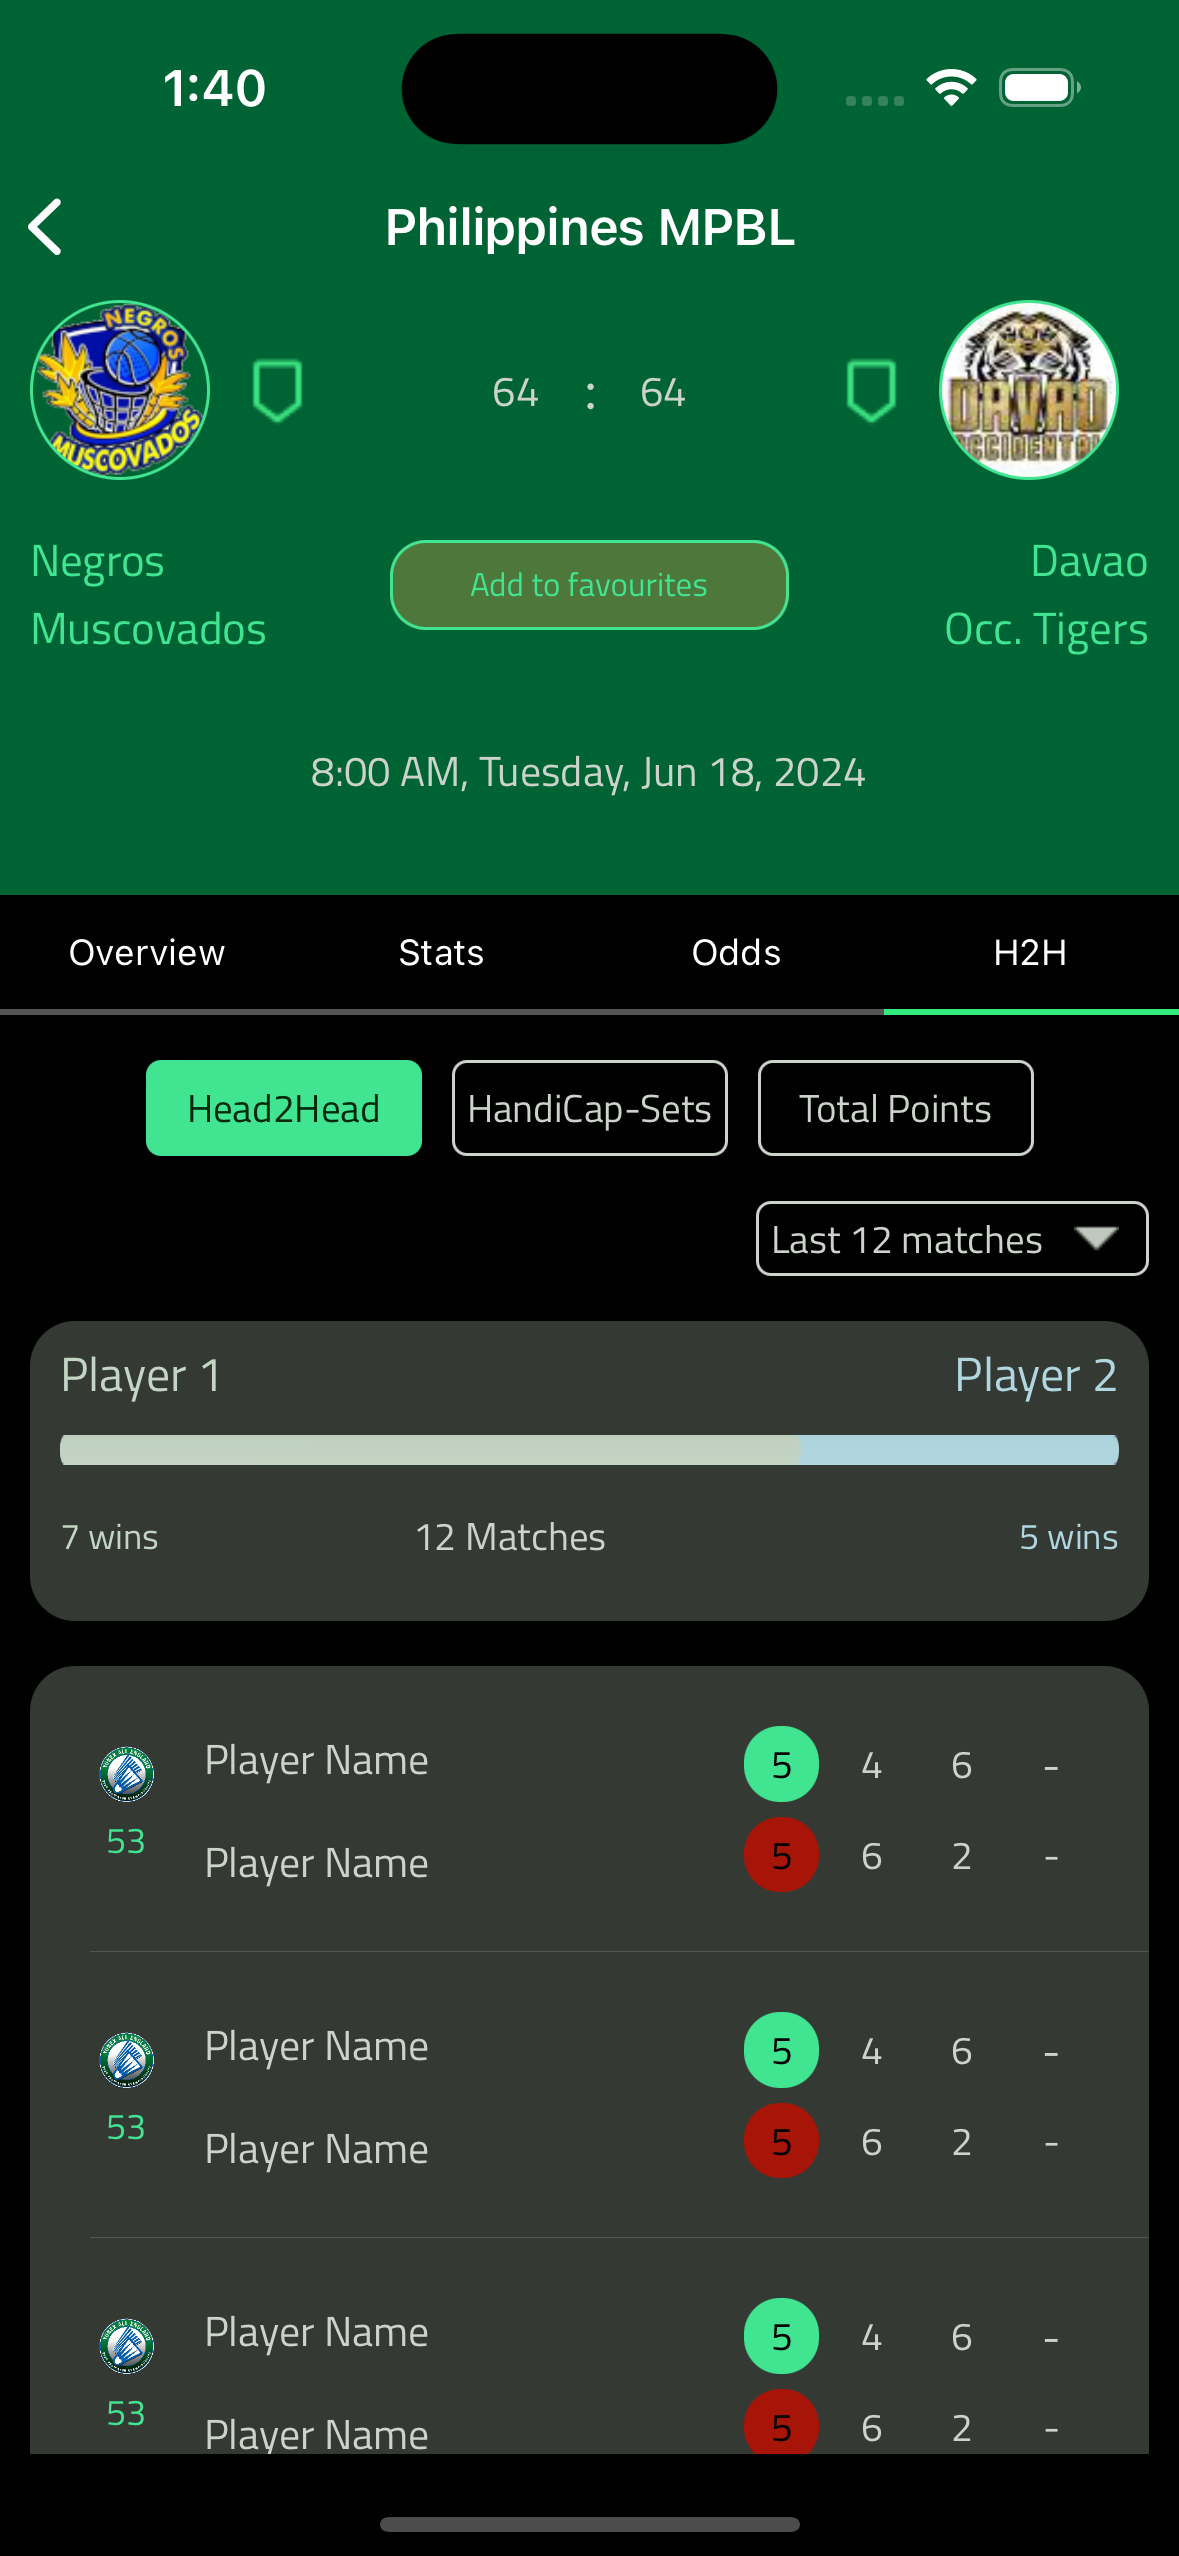 1:40
Philippines MPBL
NEGROS
MUSCOVADOS
64 : 64
DAVAO
OCCIDENTAL
Negros
Muscovados
Add to favourites
Davao
Occ. Tigers
8:00 AM, Tuesday, Jun 18, 2024
Overview Stats Odds H2H
Head2Head HandiCap-Sets Total Points
Last 12 matches
Player 1 Player 2
7 wins 12 Matches 5 wins
Player Name 5 4 6 -
53
Player Name 5 6 2 -
Player Name 5 4 6 -
53
Player Name 5 6 2 -
Player Name 5 4 6 -
53
Player Name 5 6 2 -